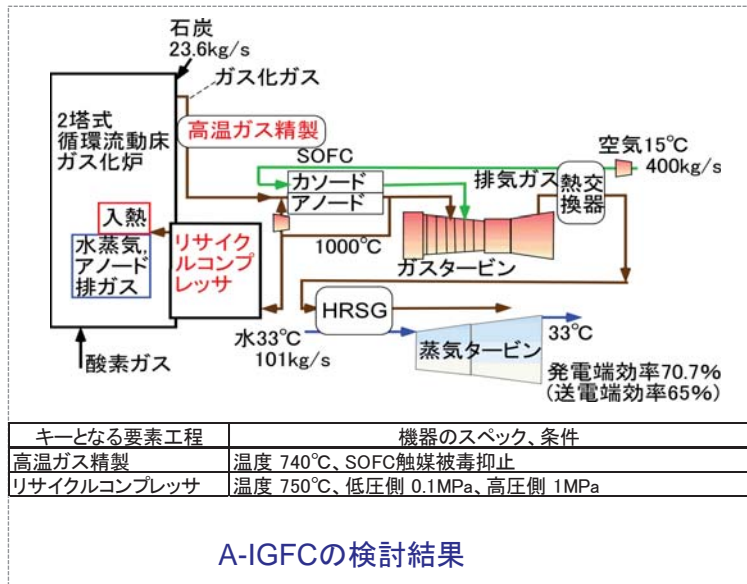 石炭
23.6kg/s
ガス化ガス
2塔式
循環流動床
ガス化炉
高温ガス精製
SOFC
カソード
アノード
空気15℃
400kg/s
排気ガス
熱交
換器
入熱
水蒸気,
アノード
排ガス
リサイク
ルコンプ
レッサ
1000℃
ガスタービン
HRSG
水33℃
101kg/s
蒸気タービン
33℃
酸素ガス
発電端効率70.7%
(送電端効率65%)
キーとなる要素工程 機器のスペック、条件
高温ガス精製 温度 740℃、SOFC触媒被毒抑止
リサイクルコンプレッサ 温度 750℃、低圧側 0.1MPa、高圧側 1MPa
A-IGFCの検討結果